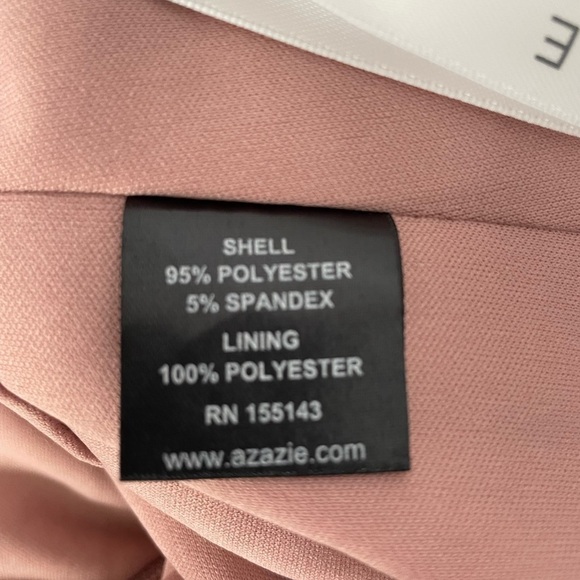 SHELL
95% POLYESTER
5% SPANDEX
LINING
100% POLYESTER
RN 155143
www.azazie.com
E